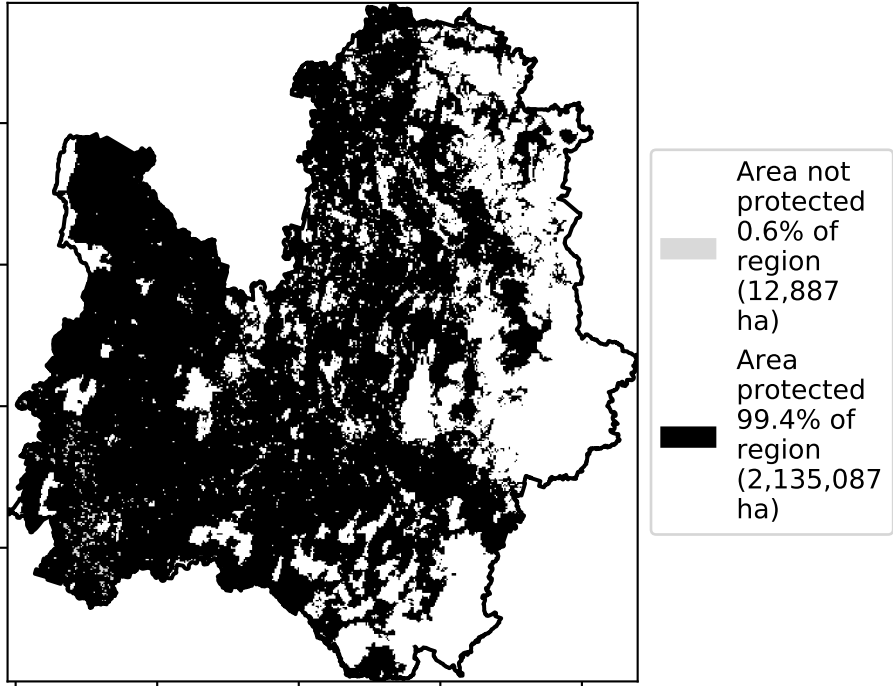 Area not
protected
0.6% of
region
(12,887
ha)
Area
protected
99.4% of
region
(2,135,087
ha)